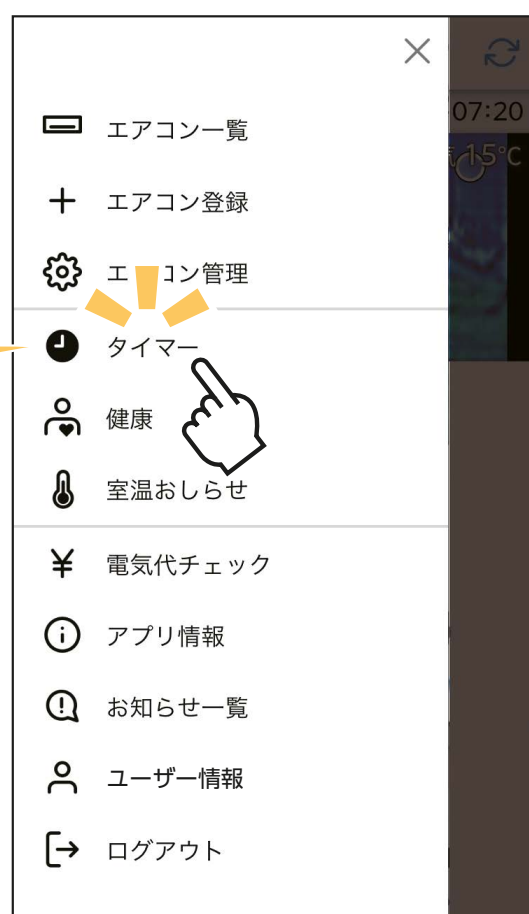 07:20
15°C
エアコン一覧
エアコン登録
エ コン管理
タイマー
健康
室温おしらせ
電気代チェック
アプリ情報
お知らせ一覧
ユーザー情報
ログアウト